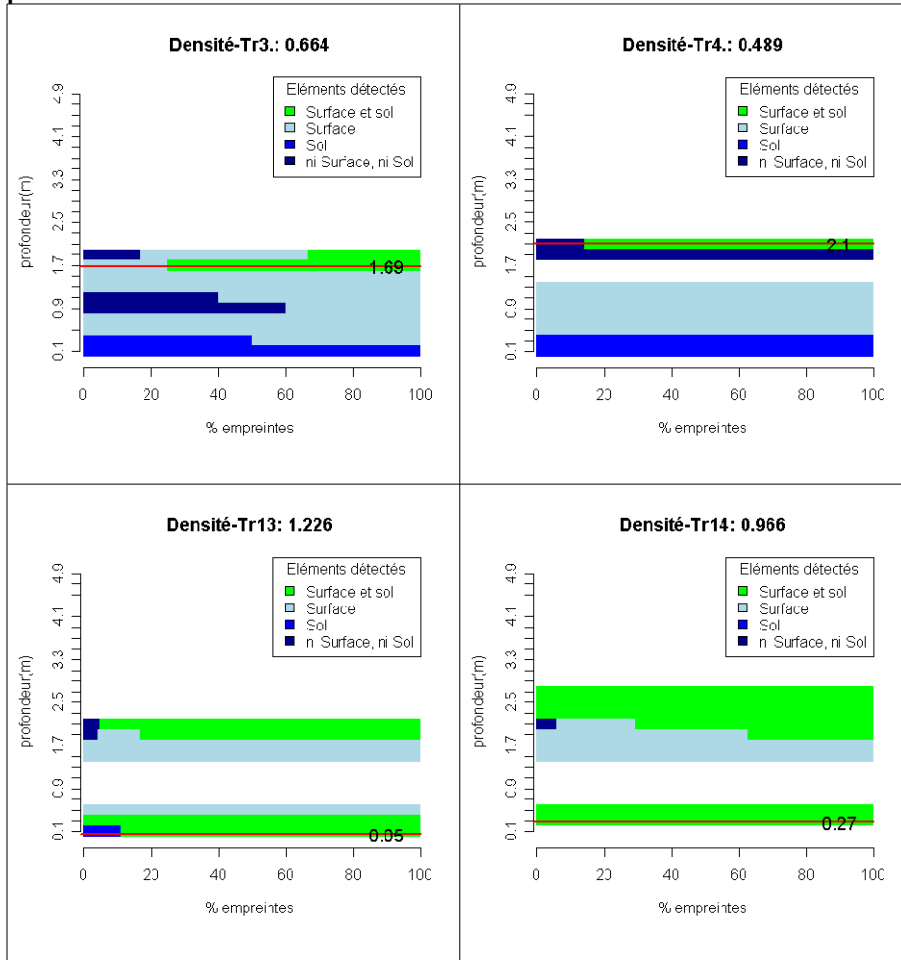 Densité-Tr3.: 0.664
Eléments détectés
Surface et sol
Surface
Sol
ni Surface, ni Sol
profondeur(m)
4.9
4.1
3.3
2.5
1.7
0.9
0.1
1.69
0 20 40 60 80 100
% empreintes
Densité-Tr4.: 0.489
Eléments détectés
Surface et sol
Surface
Sol
n Surface, ni Sol
profondeur(m)
4.9
4.1
3.3
2.5
1.7
0.9
0.1
2.1
0 20 40 60 80 100
% empreintes
Densité-Tr13: 1.226
Eléments détectés
Surface et sol
Surface
Sol
n Surface, ni Sol
profondeur(m)
4.9
4.1
3.3
2.5
1.7
0.9
0.1
0.05
0 20 40 60 80 100
% empreintes
Densité-Tr14: 0.966
Eléments détectés
Surface et sol
Surface
Sol
n Surface, ni Sol
profondeur(m)
4.9
4.1
3.3
2.5
1.7
0.9
0.1
0.27
0 20 40 60 80 100
% empreintes